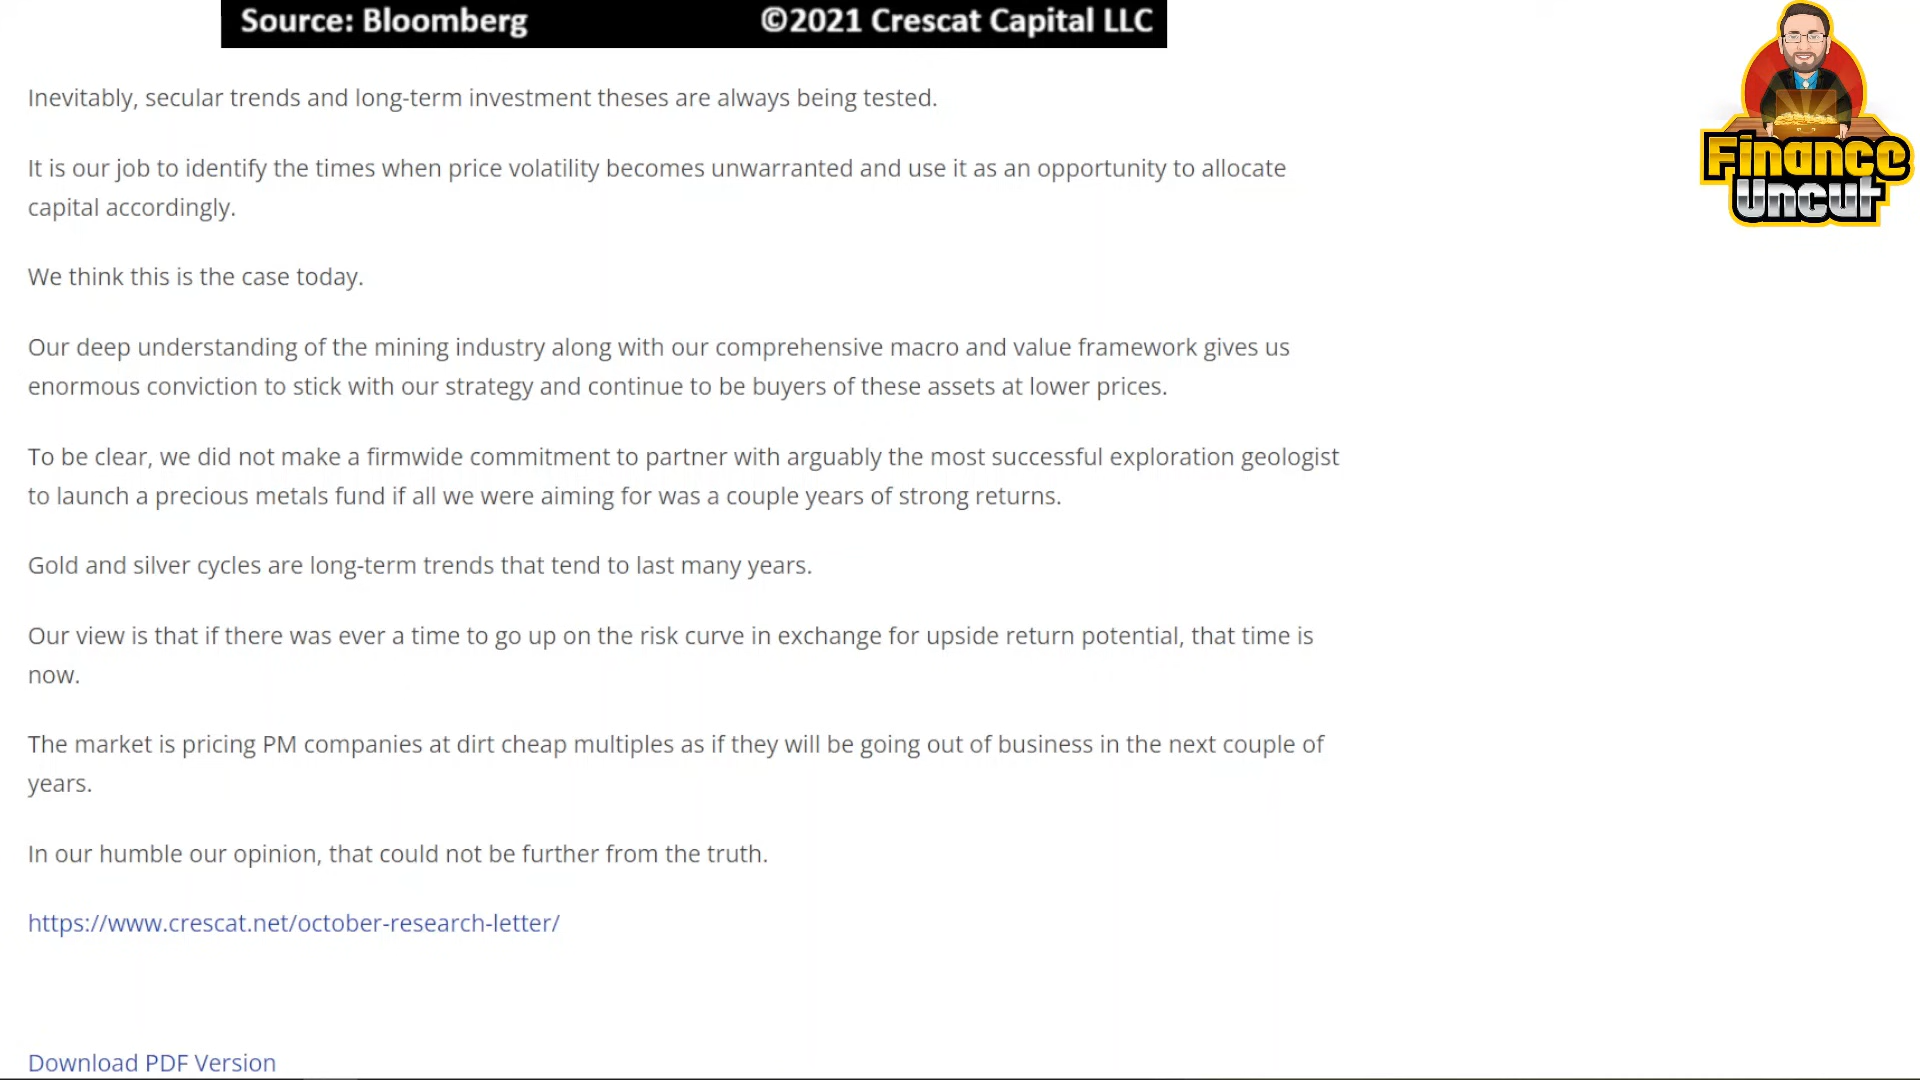 Source: Bloomberg ©2021 Crescat Capital LLC
Finance
Uncut
Inevitably, secular trends and long-term investment theses are always being tested.
It is our job to identify the times when price volatility becomes unwarranted and use it as an opportunity to allocate
capital accordingly.
We think this is the case today.
Our deep understanding of the mining industry along with our comprehensive macro and value framework gives us
enormous conviction to stick with our strategy and continue to be buyers of these assets at lower prices.
To be clear, we did not make a firmwide commitment to partner with arguably the most successful exploration geologist
to launch a precious metals fund if all we were aiming for was a couple years of strong returns.
Gold and silver cycles are long-term trends that tend to last many years.
Our view is that if there was ever a time to go up on the risk curve in exchange for upside return potential, that time is
now.
The market is pricing PM companies at dirt cheap multiples as if they will be going out of business in the next couple of
years.
In our humble our opinion, that could not be further from the truth.
https://www.crescat.net/october-research-letter/
Download PDF Version